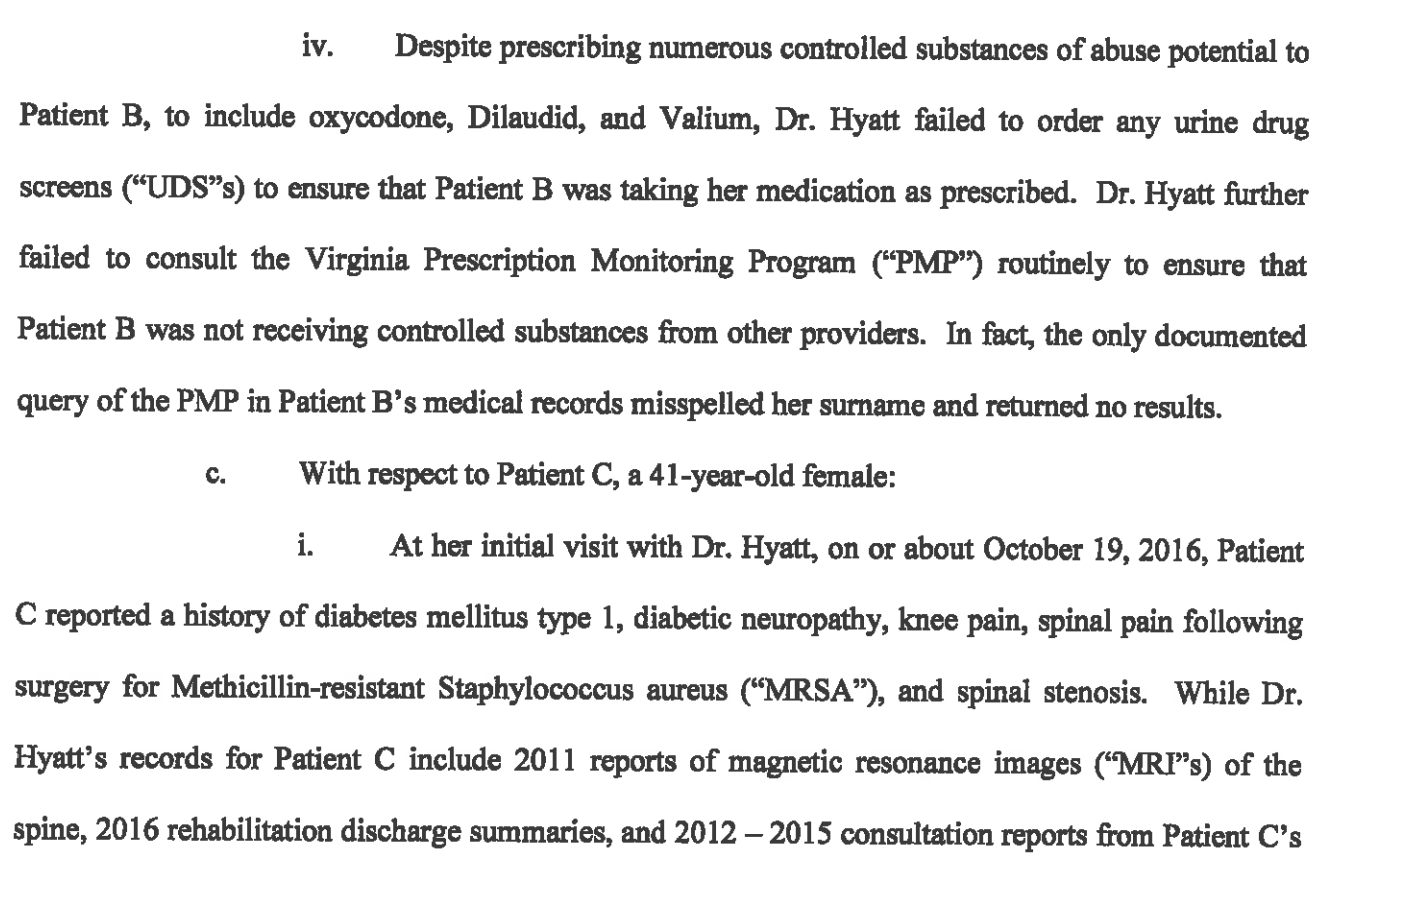 iv. Despite prescribing numerous controlled substances of abuse potential to
Patient B, to include oxycodone, Dilaudid, and Valium, Dr. Hyatt failed to order any urine drug
screens (“UDS”s) to ensure that Patient B was taking her medication as prescribed. Dr. Hyatt further
failed to consult the Virginia Prescription Monitoring Program (“PMP”) routinely to ensure that
Patient B was not receiving controlled substances from other providers. In fact, the only documented
query of the PMP in Patient B’s medical records misspelled her surname and returned no results.
c. With respect to Patient C, a 41-year-old female:
i. At her initial visit with Dr. Hyatt, on or about October 19, 2016, Patient
C reported a history of diabetes mellitus type 1, diabetic neuropathy, knee pain, spinal pain following
surgery for Methicillin-resistant Staphylococcus aureus (“MRSA”), and spinal stenosis. While Dr.
Hyatt’s records for Patient C include 2011 reports of magnetic resonance images (“MRI”s) of the
spine, 2016 rehabilitation discharge summaries, and 2012 – 2015 consultation reports from Patient C’s